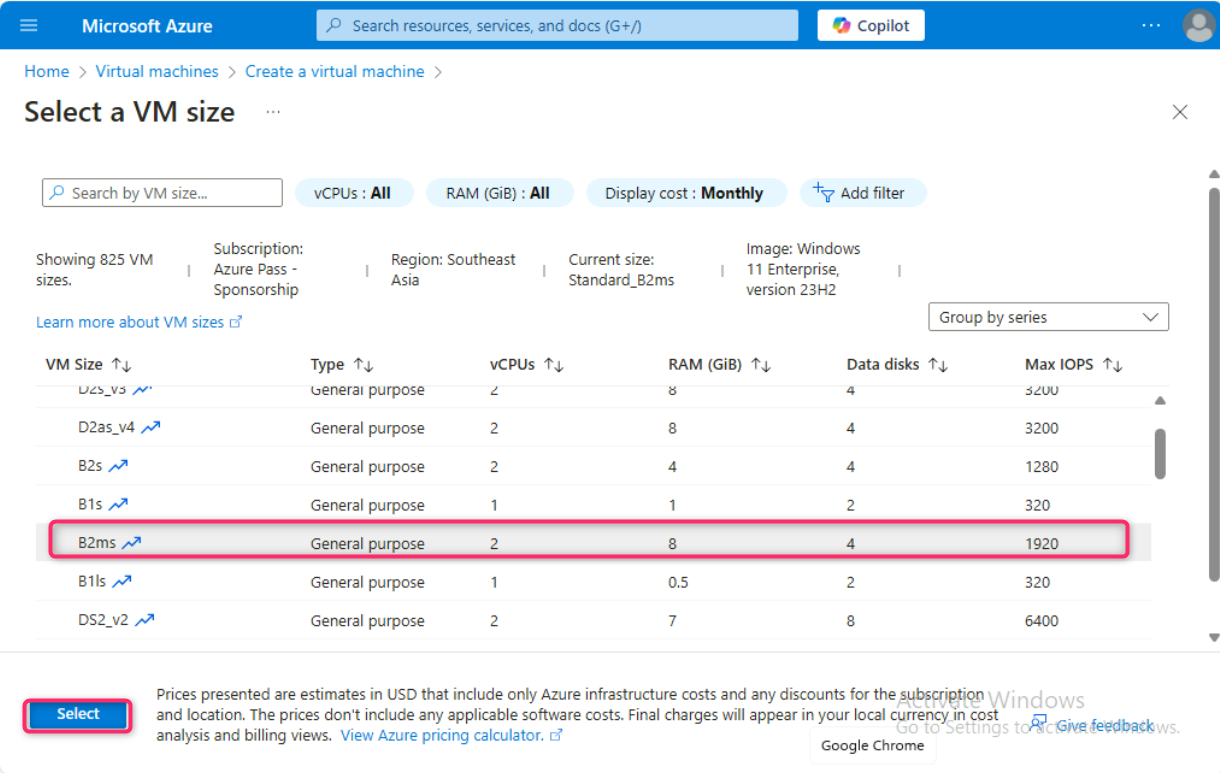 Microsoft Azure
Search resources, services, and docs (G+/)
Copilot
Home > Virtual machines > Create a virtual machine >
Select a VM size ...
Search by VM size...
vCPUs : All
RAM (GiB) : All
Display cost : Monthly
Add filter
Showing 825 VM
sizes.
Subscription:
Azure Pass -
Sponsorship
Region: Southeast
Asia
Current size:
Standard_B2ms
Image: Windows
11 Enterprise,
version 23H2
Learn more about VM sizes
Group by series
VM Size Type vCPUs RAM (GiB) Data disks Max IOPS
D2s_v3 General purpose 2 8 4 3200
D2as_v4 General purpose 2 8 4 3200
B2s General purpose 2 4 4 1280
B1s General purpose 1 1 2 320
B2ms General purpose 2 8 4 1920
B1ls General purpose 1 0.5 2 320
DS2_v2 General purpose 2 7 8 6400
Select
Prices presented are estimates in USD that include only Azure infrastructure costs and any discounts for the subscription
and location. The prices don't include any applicable software costs. Final charges will appear in your local currency in cost
analysis and billing views. View Azure pricing calculator.
Activate Windows
Go to Settings to activate Windows.
Give feedback
Google Chrome